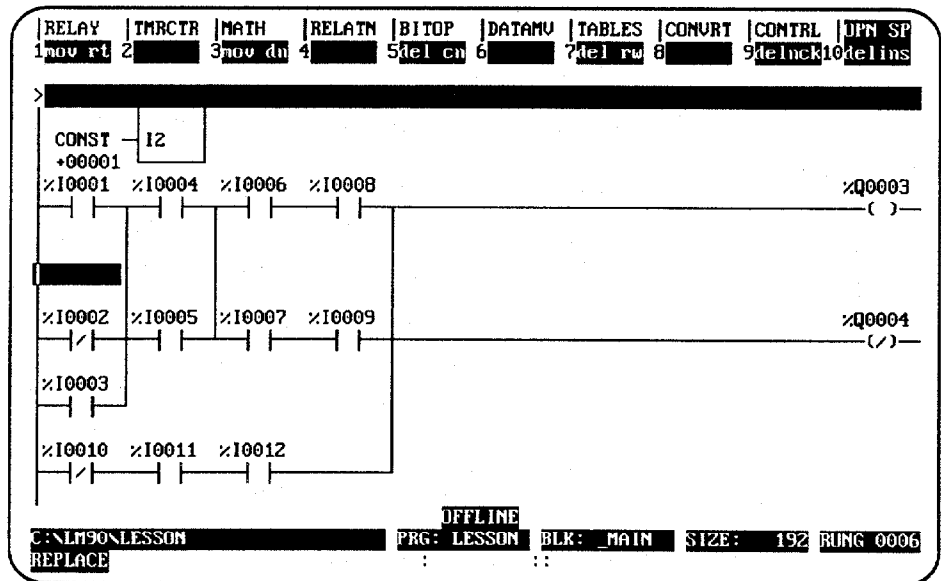 RELAY |TMRCTR |MATH |RELATN |BITOP |DATAMV |TABLES |CONVRT |CONTRL |OPN SP
1mov rt 2 3mov dn 4 5del cn 6 7del rw 8 9delnck10delins
>
CONST I2
+00001
%I0001 %I0004 %I0006 %I0008 %Q0003
%I0002 %I0005 %I0007 %I0009 %Q0004
%I0003
%I0010 %I0011 %I0012
OFFLINE
C:\LM90\LESSON PRG: LESSON BLK: _MAIN SIZE: 192 RUNG 0006
REPLACE : ::